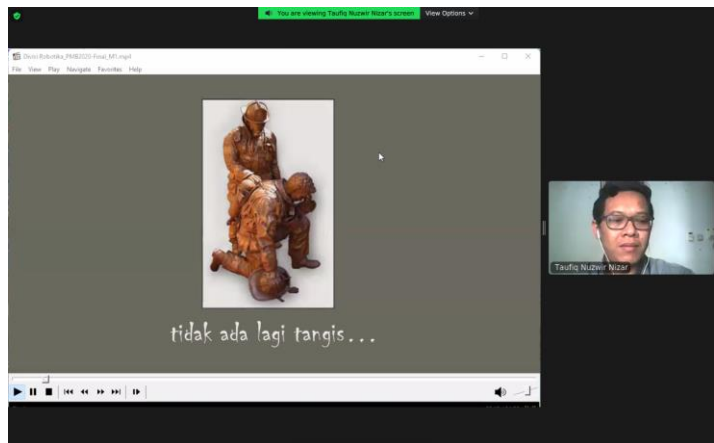 You are viewing Taufiq Nuzwir Nizar's screen
View Options
File View Play Navigate Favorites Help
tidak ada lagi tangis...
Taufiq Nuzwir Nizar